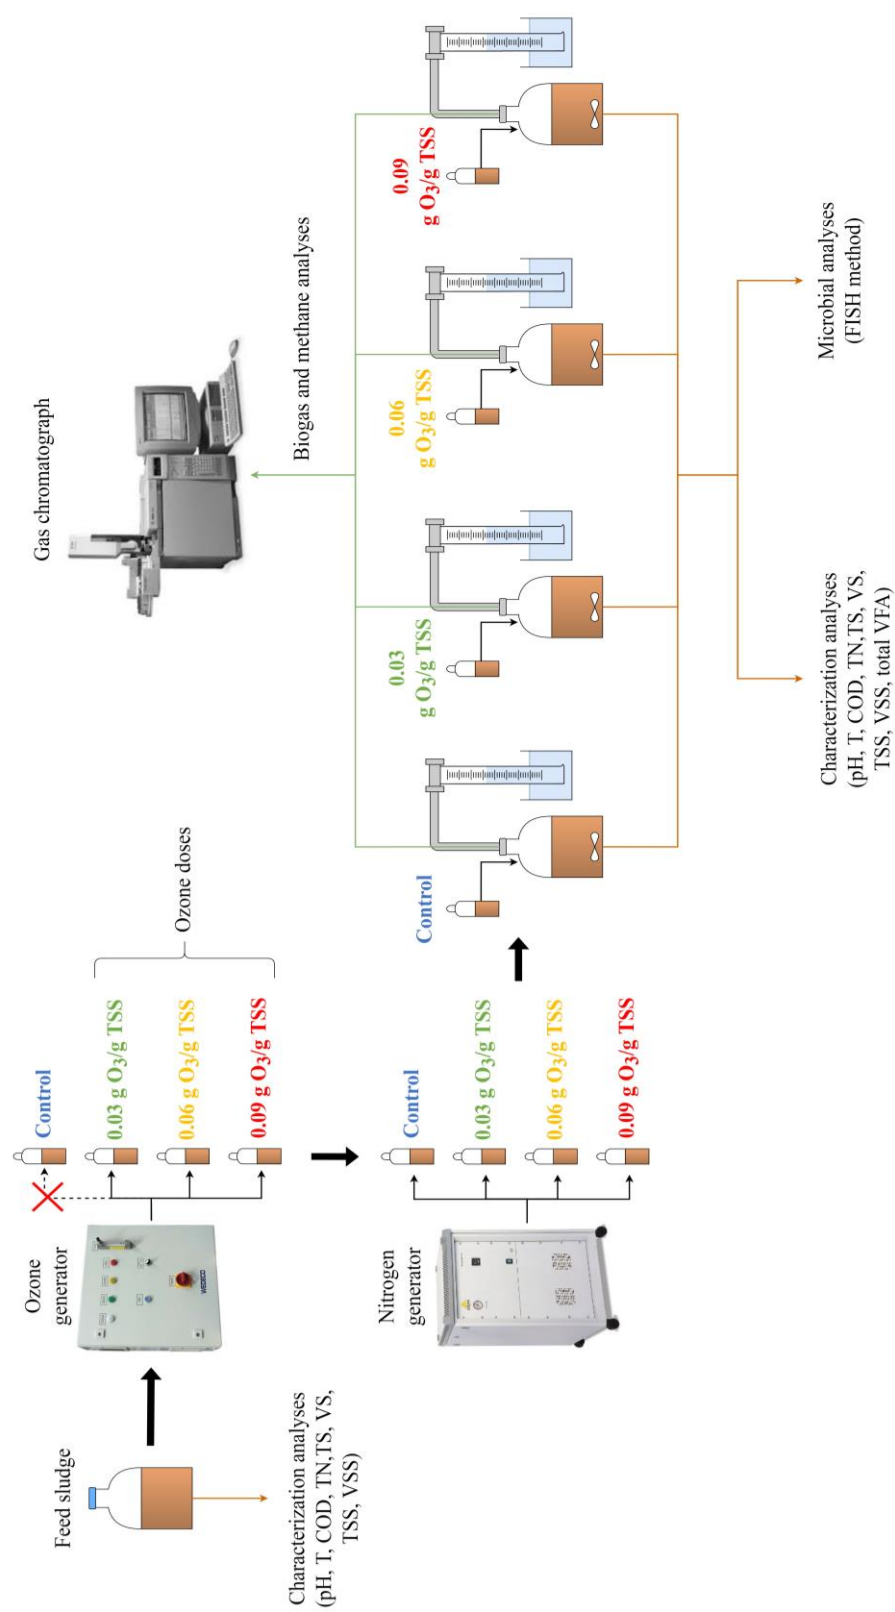 Feed sludge
Characterization analyses
(pH, T, COD, TN,TS, VS,
TSS, VSS)
Ozone
generator
WEDECO
Control
0.03 g O3/g TSS
0.06 g O3/g TSS
0.09 g O3/g TSS
Ozone doses
Nitrogen
generator
Control
0.03 g O3/g TSS
0.06 g O3/g TSS
0.09 g O3/g TSS
Gas chromatograph
Biogas and methane analyses
Control
0.03
g O3/g TSS
0.06
g O3/g TSS
0.09
g O3/g TSS
Characterization analyses
(pH, T, COD, TN,TS, VS,
TSS, VSS, total VFA)
Microbial analyses
(FISH method)